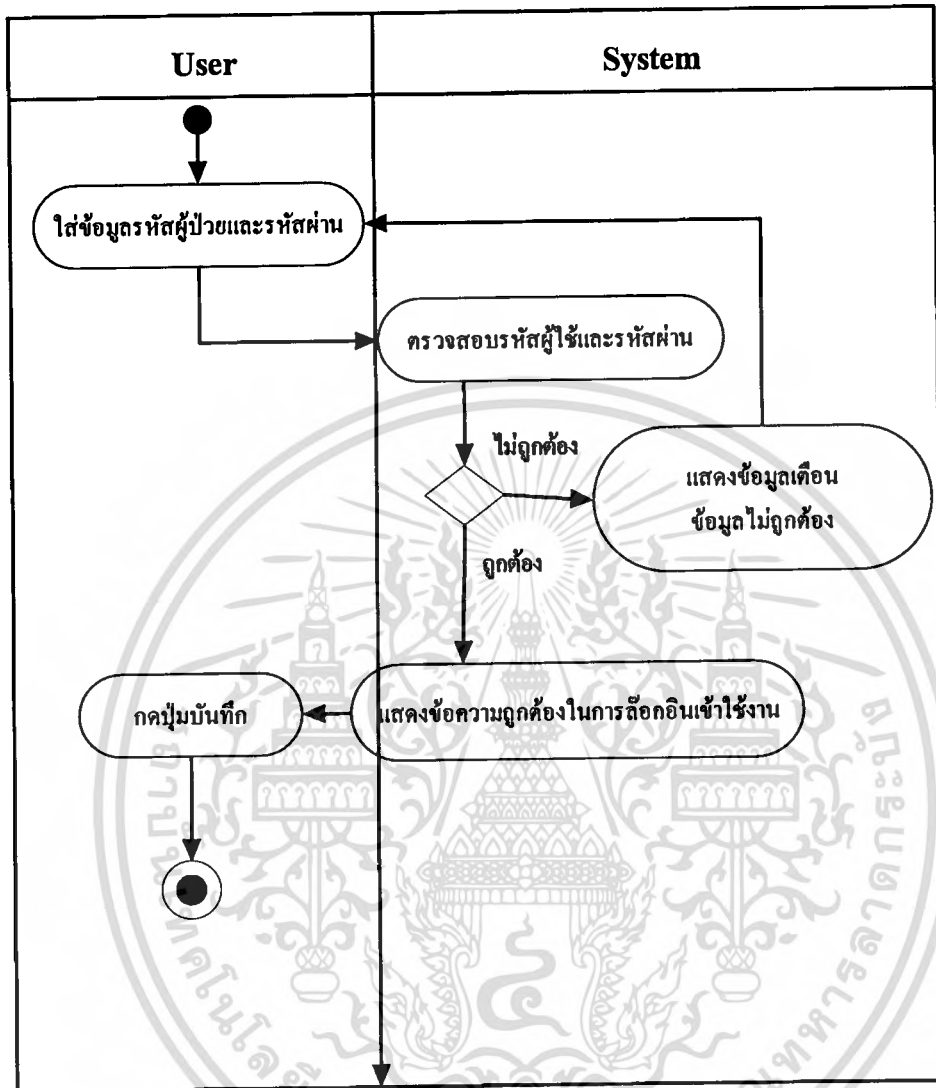 User
System
ใส่ข้อมูลรหัสผู้ป่วยและรหัสผ่าน
ตรวจสอบรหัสผู้ใช้และรหัสผ่าน
ไม่ถูกต้อง
แสดงข้อมูลเตือน
ข้อมูลไม่ถูกต้อง
ถูกต้อง
กดปุ่มบันทึก
แสดงข้อความถูกต้องในการล๊อกอินเข้าใช้งาน